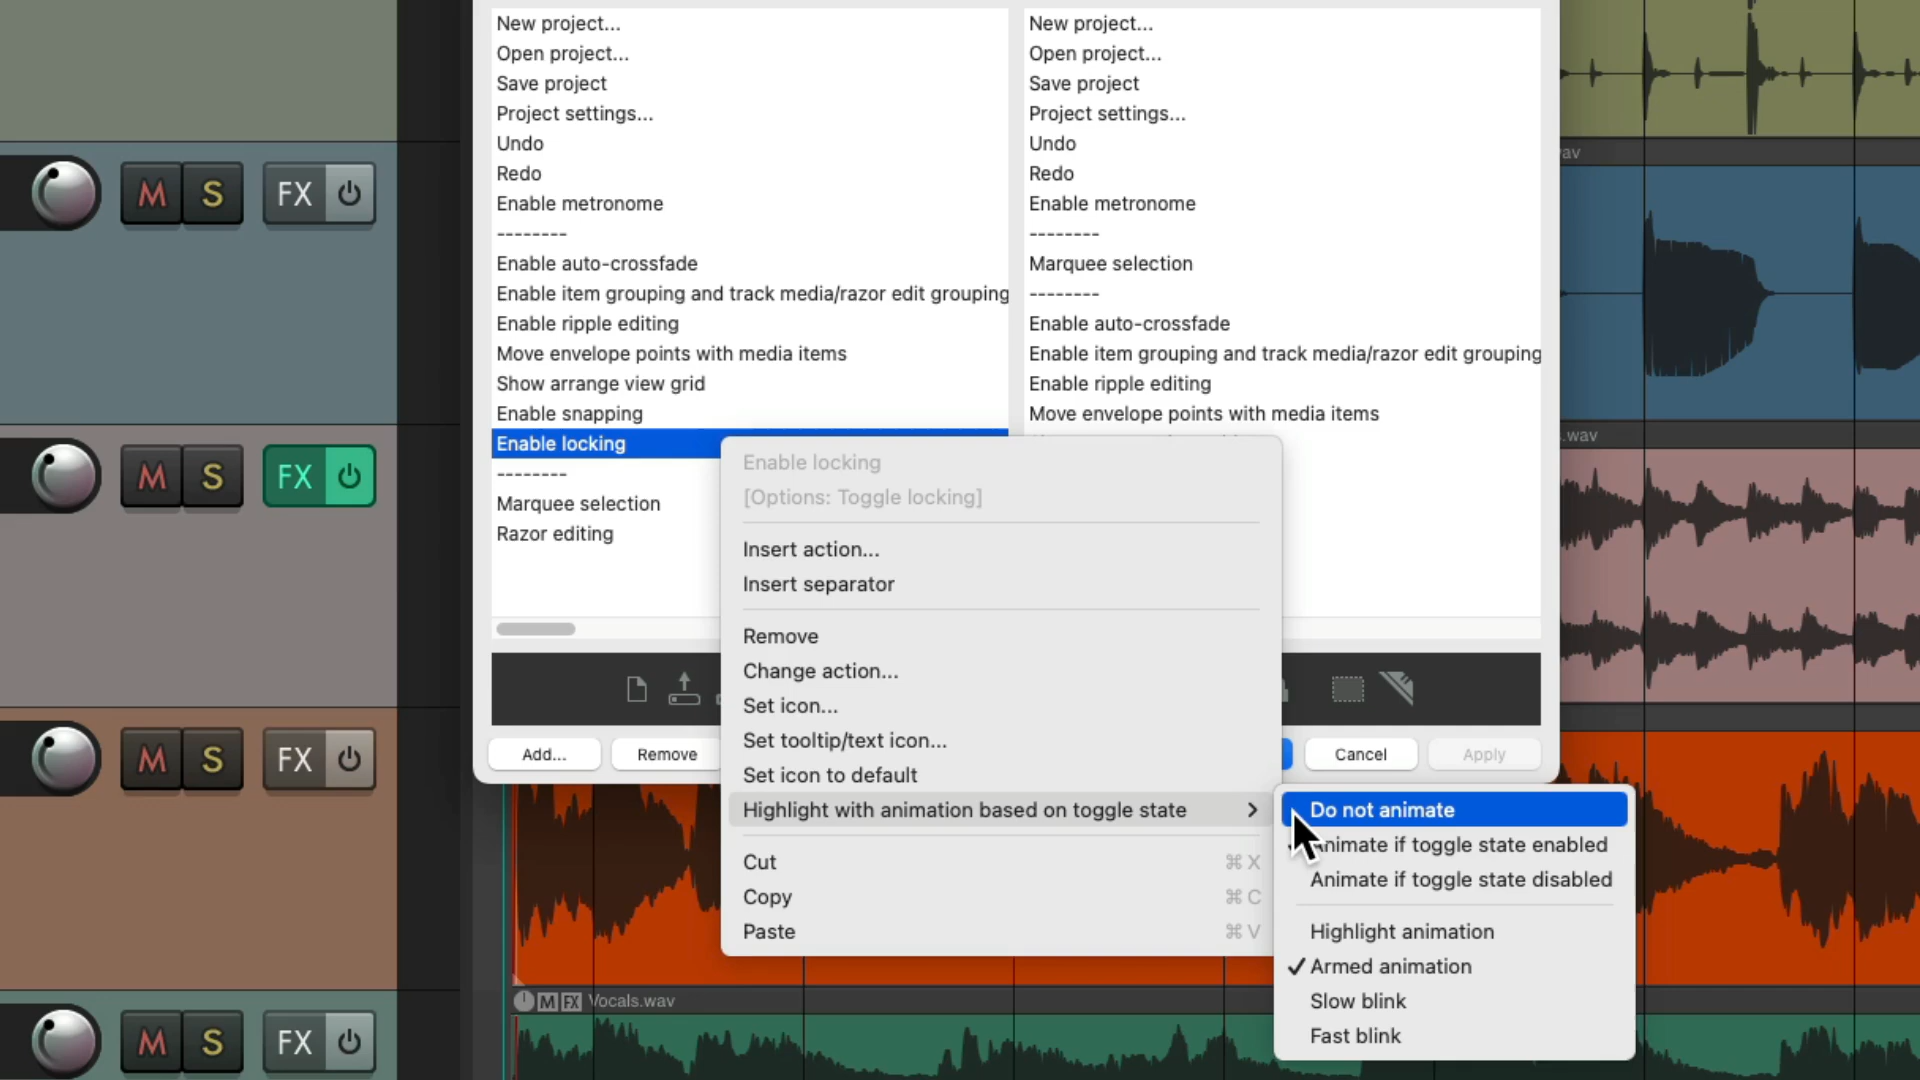 New project...
Open project...
Save project
Project settings...
Undo
Redo
Enable metronome
--------
Enable auto-crossfade
Enable item grouping and track media/razor edit grouping
Enable ripple editing
Move envelope points with media items
Show arrange view grid
Enable snapping
Enable locking
--------
Marquee selection
Razor editing
New project...
Open project...
Save project
Project settings...
Undo
Redo
Enable metronome
--------
Marquee selection
--------
Enable auto-crossfade
Enable item grouping and track media/razor edit grouping
Enable ripple editing
Move envelope points with media items
Enable locking
[Options: Toggle locking]
Insert action...
Insert separator
Remove
Change action...
Set icon...
Set tooltip/text icon...
Set icon to default
Highlight with animation based on toggle state
Cut ⌘ X
Copy ⌘ C
Paste ⌘ V
Do not animate
Animate if toggle state enabled
Animate if toggle state disabled
Highlight animation
✓ Armed animation
Slow blink
Fast blink
Add...
Remove
Cancel
Apply
M S FX
M S FX
M S FX
M S FX
.wav
M FX Vocals.wav